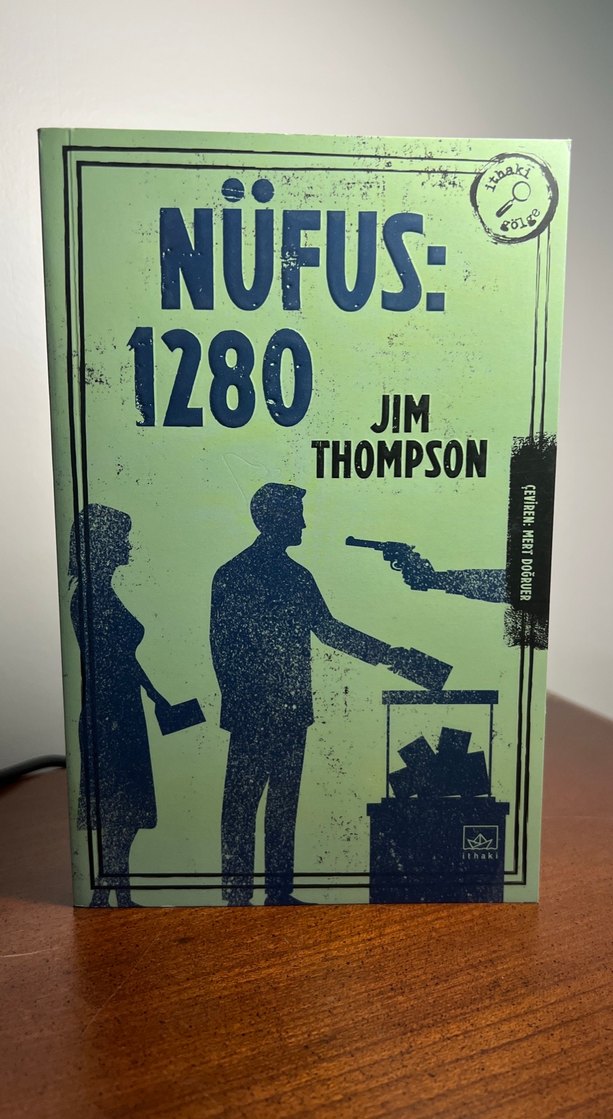 ithaki
gölge
NÜFUS:
1280
JIM
THOMPSON
ÇEVİREN: MERT DOĞRUER
ithaki